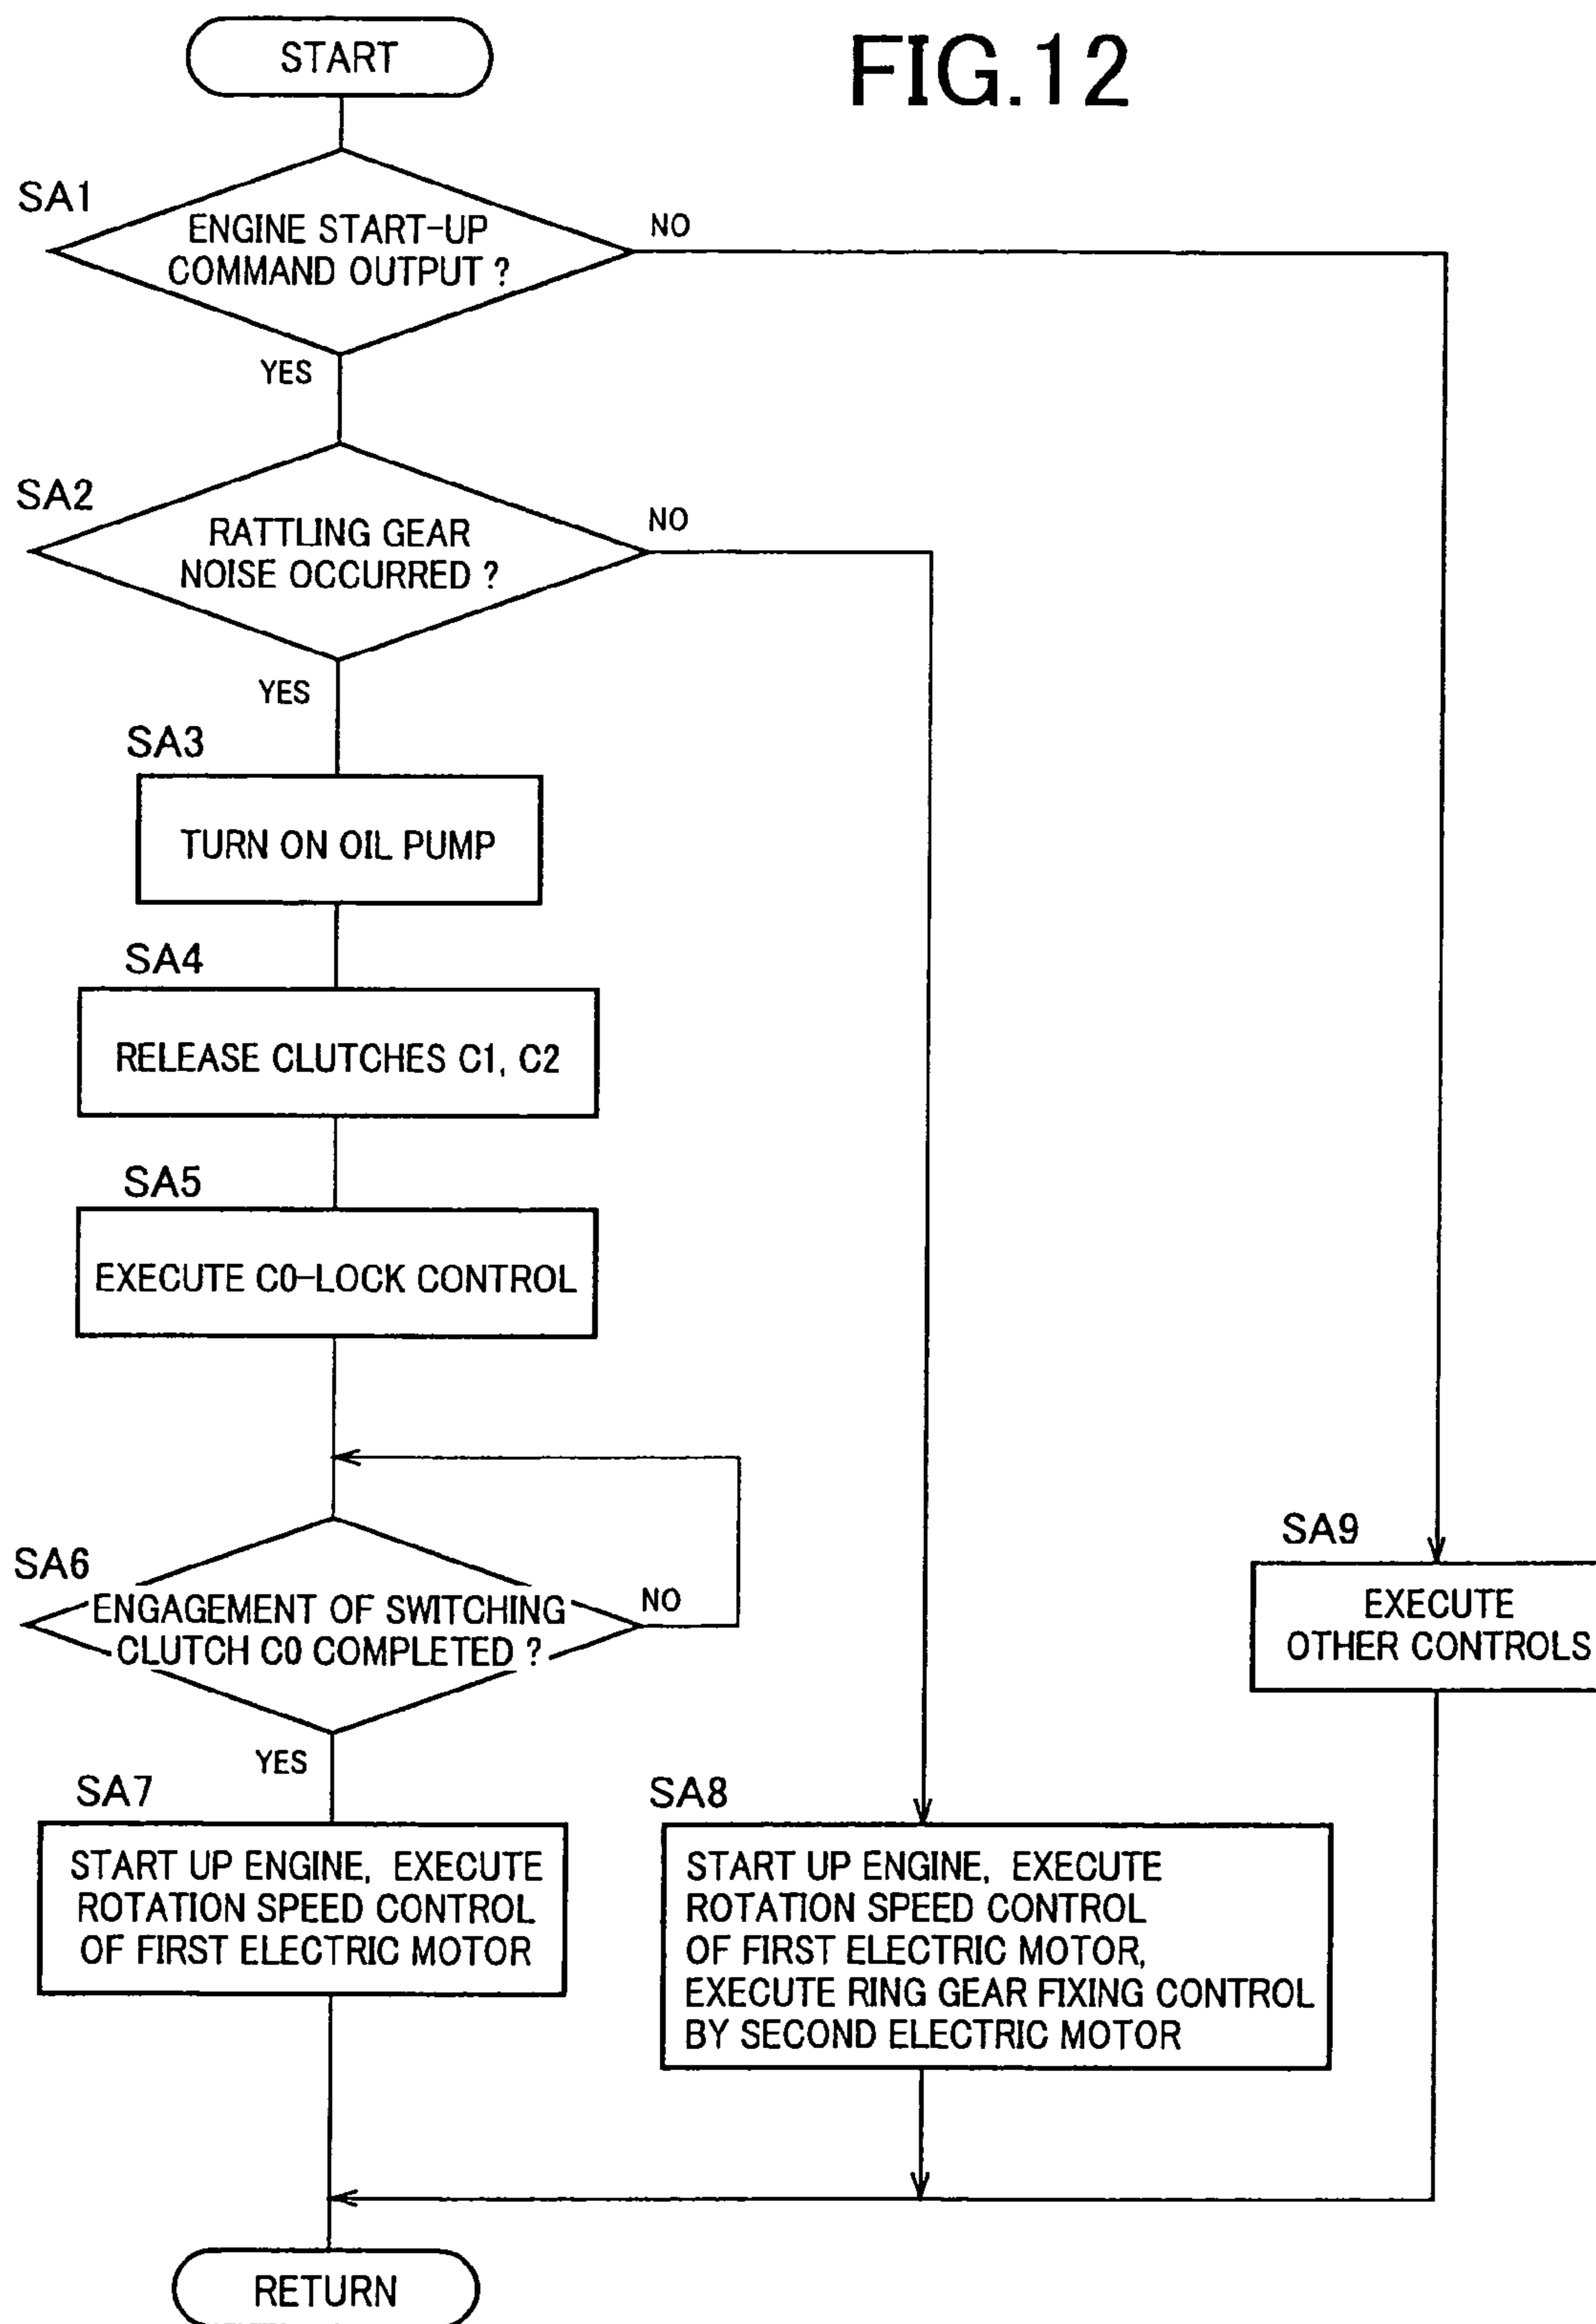 FIG.12
START
SA1
ENGINE START-UP
COMMAND OUTPUT ?
NO
YES
SA2
RATTLING GEAR
NOISE OCCURRED ?
NO
YES
SA3
TURN ON OIL PUMP
SA4
RELEASE CLUTCHES C1, C2
SA5
EXECUTE C0-LOCK CONTROL
SA6
ENGAGEMENT OF SWITCHING
CLUTCH C0 COMPLETED ?
NO
YES
SA7
START UP ENGINE, EXECUTE
ROTATION SPEED CONTROL
OF FIRST ELECTRIC MOTOR
SA8
START UP ENGINE, EXECUTE
ROTATION SPEED CONTROL
OF FIRST ELECTRIC MOTOR,
EXECUTE RING GEAR FIXING CONTROL
BY SECOND ELECTRIC MOTOR
SA9
EXECUTE
OTHER CONTROLS
RETURN